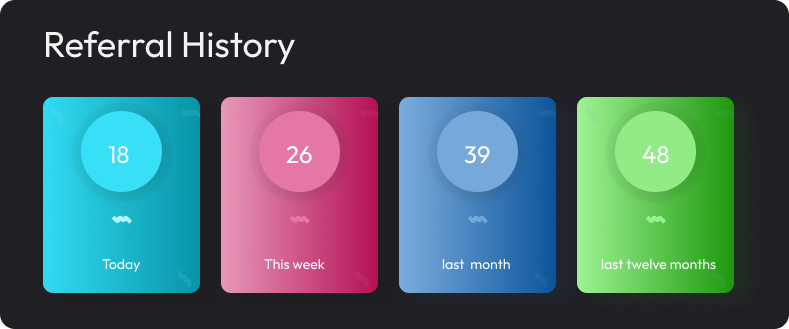 Referral History
18
26
39
48
Today
This week
last  month
last twelve months